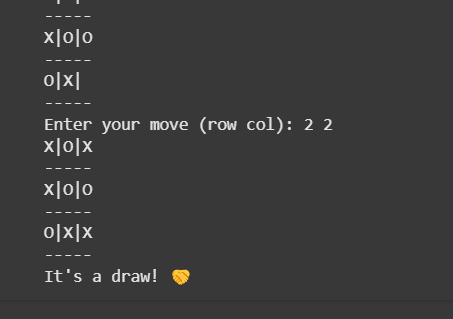 -----
X|O|O
-----
O|X|
-----
Enter your move (row col): 2 2
X|O|X
-----
X|O|O
-----
O|X|X
-----
It's a draw! 🤝